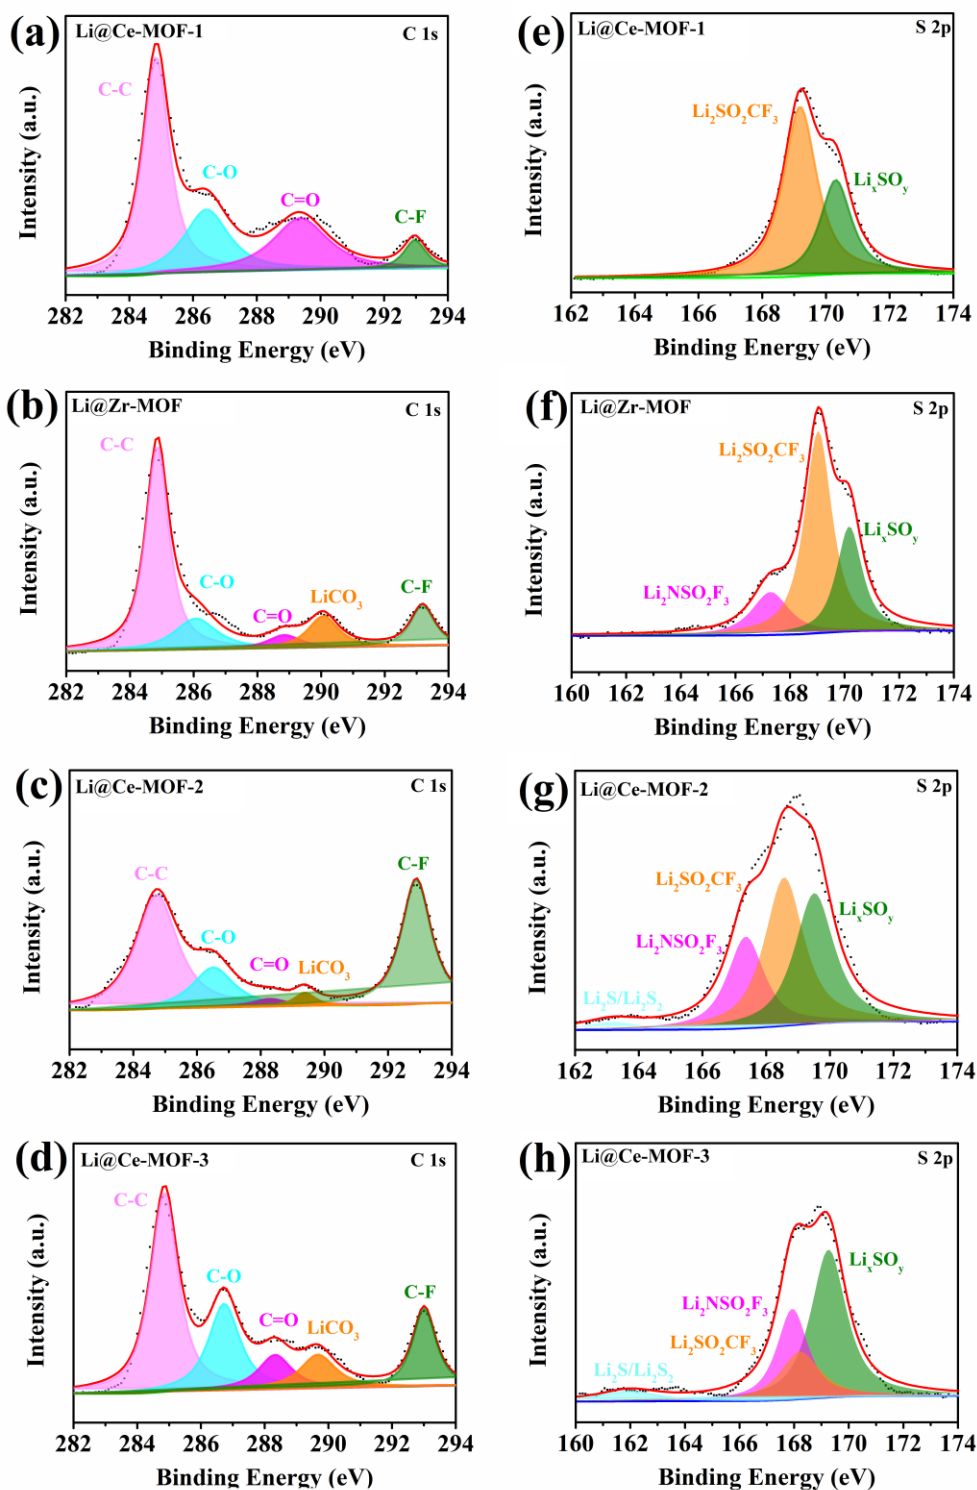 (a)
Li@Ce-MOF-1
C 1s
C-C
C-O
C=O
C-F
Intensity (a.u.)
282 284 286 288 290 292 294
Binding Energy (eV)
(e)
Li@Ce-MOF-1
S 2p
Li₂SO₂CF₃
LiₓSOᵧ
Intensity (a.u.)
162 164 166 168 170 172 174
Binding Energy (eV)
(b)
Li@Zr-MOF
C 1s
C-C
C-O
C=O
LiCO₃
C-F
Intensity (a.u.)
282 284 286 288 290 292 294
Binding Energy (eV)
(f)
Li@Zr-MOF
S 2p
Li₂SO₂CF₃
LiₓSOᵧ
Li₂NSO₂F₃
Intensity (a.u.)
160 162 164 166 168 170 172 174
Binding Energy (eV)
(c)
Li@Ce-MOF-2
C 1s
C-C
C-O
C=O
LiCO₃
C-F
Intensity (a.u.)
282 284 286 288 290 292 294
Binding Energy (eV)
(g)
Li@Ce-MOF-2
S 2p
Li₂SO₂CF₃
LiₓSOᵧ
Li₂NSO₂F₃
Li₂S/Li₂S₂
Intensity (a.u.)
162 164 166 168 170 172 174
Binding Energy (eV)
(d)
Li@Ce-MOF-3
C 1s
C-C
C-O
C=O
LiCO₃
C-F
Intensity (a.u.)
282 284 286 288 290 292 294
Binding Energy (eV)
(h)
Li@Ce-MOF-3
S 2p
LiₓSOᵧ
Li₂NSO₂F₃
Li₂SO₂CF₃
Li₂S/Li₂S₂
Intensity (a.u.)
160 162 164 166 168 170 172 174
Binding Energy (eV)